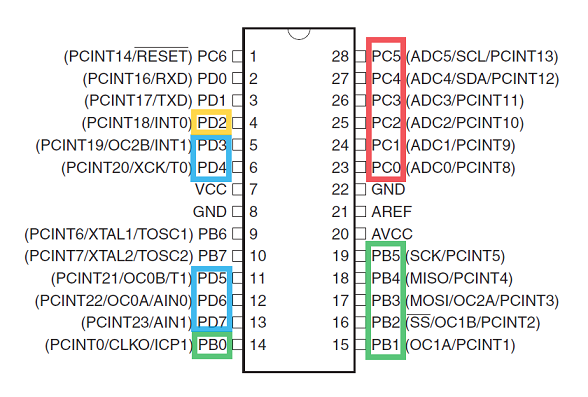 (PCINT14/RESET) PC6 1 28 PC5 (ADC5/SCL/PCINT13)
(PCINT16/RXD) PD0 2 27 PC4 (ADC4/SDA/PCINT12)
(PCINT17/TXD) PD1 3 26 PC3 (ADC3/PCINT11)
(PCINT18/INT0) PD2 4 25 PC2 (ADC2/PCINT10)
(PCINT19/OC2B/INT1) PD3 5 24 PC1 (ADC1/PCINT9)
(PCINT20/XCK/T0) PD4 6 23 PC0 (ADC0/PCINT8)
VCC 7 22 GND
GND 8 21 AREF
(PCINT6/XTAL1/TOSC1) PB6 9 20 AVCC
(PCINT7/XTAL2/TOSC2) PB7 10 19 PB5 (SCK/PCINT5)
(PCINT21/OC0B/T1) PD5 11 18 PB4 (MISO/PCINT4)
(PCINT22/OC0A/AIN0) PD6 12 17 PB3 (MOSI/OC2A/PCINT3)
(PCINT23/AIN1) PD7 13 16 PB2 (SS/OC1B/PCINT2)
(PCINT0/CLKO/ICP1) PB0 14 15 PB1 (OC1A/PCINT1)